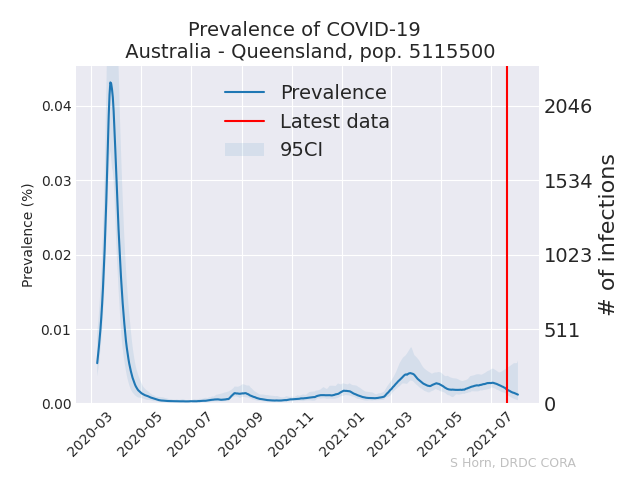 Prevalence of COVID-19
Australia - Queensland, pop. 5115500
Prevalence
Latest data
95CI
Prevalence (%)
0.04
0.03
0.02
0.01
0.00
2046
1534
1023
511
0
# of infections
2020-03
2020-05
2020-07
2020-09
2020-11
2021-01
2021-03
2021-05
2021-07
S Horn, DRDC CORA